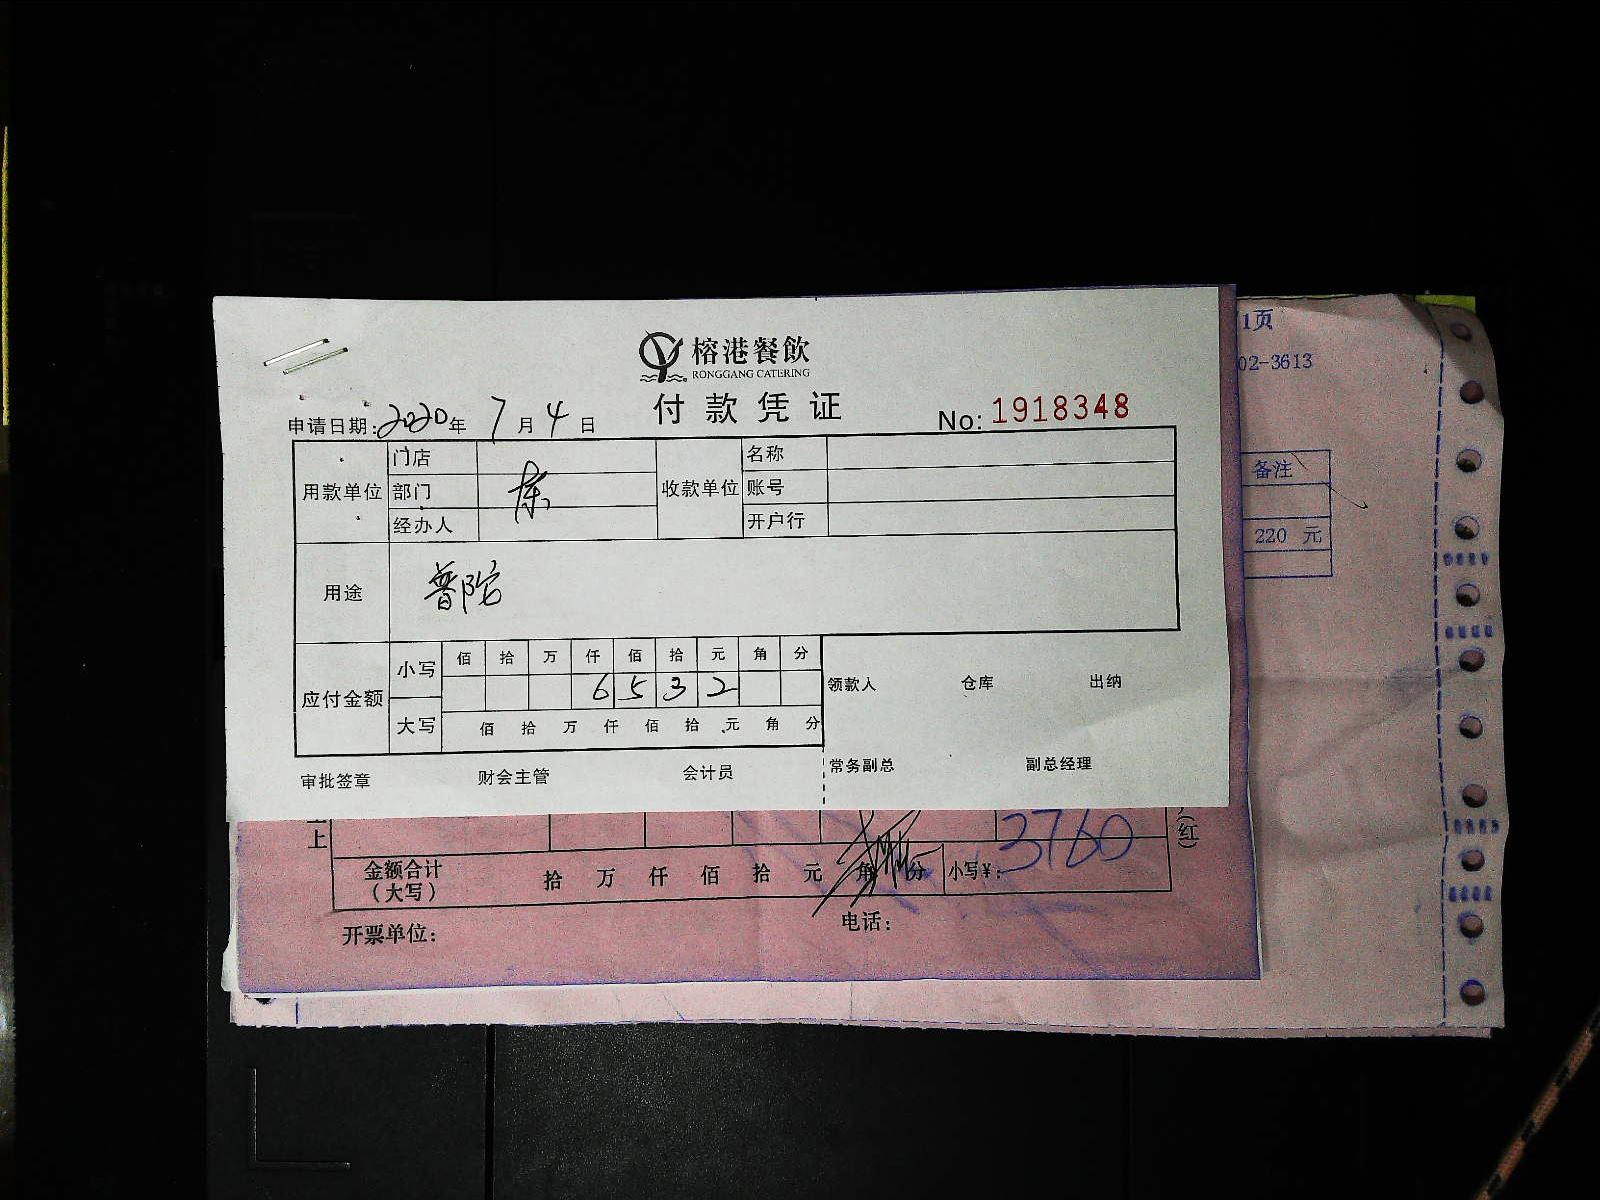 榕港餐飲
RONGGANG CATERING
付款凭证
申请日期:2020年7月4日
No:1918348
用款单位 门店 收款单位 名称
部门 账号
经办人 开户行
用途 普陀
应付金额 小写 佰 拾 万 仟 佰 拾 元 角 分
6 5 3 2
大写 佰 拾 万 仟 佰 拾 元 角 分
领款人 仓库 出纳
常务副总 副总经理
审批签章 财会主管 会计员
1页
02-3613
备注
220 元
上
(红)
金额合计
(大写)
拾 万 仟 佰 拾 元 角 分 小写¥: 3760
开票单位:
电话: